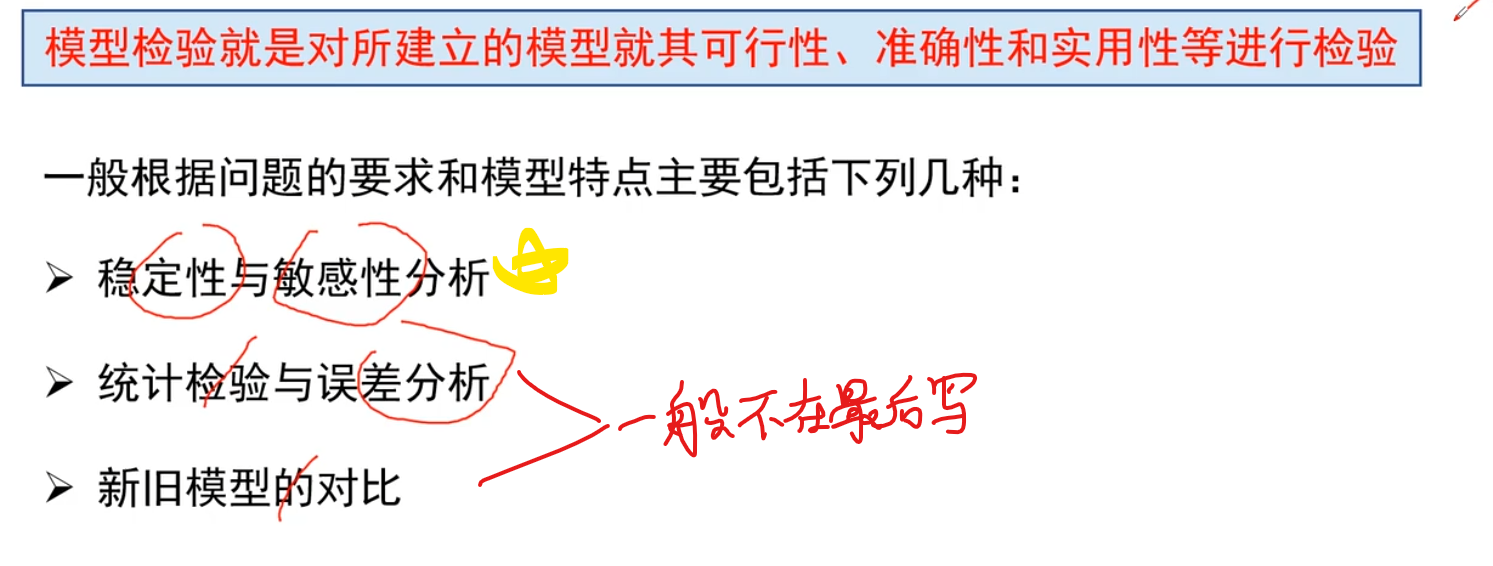 模型检验就是对所建立的模型就其可行性、准确性和实用性等进行检验
一般根据问题的要求和模型特点主要包括下列几种：
➢ 稳定性与敏感性分析
➢ 统计检验与误差分析
一般不在最后写
➢ 新旧模型的对比